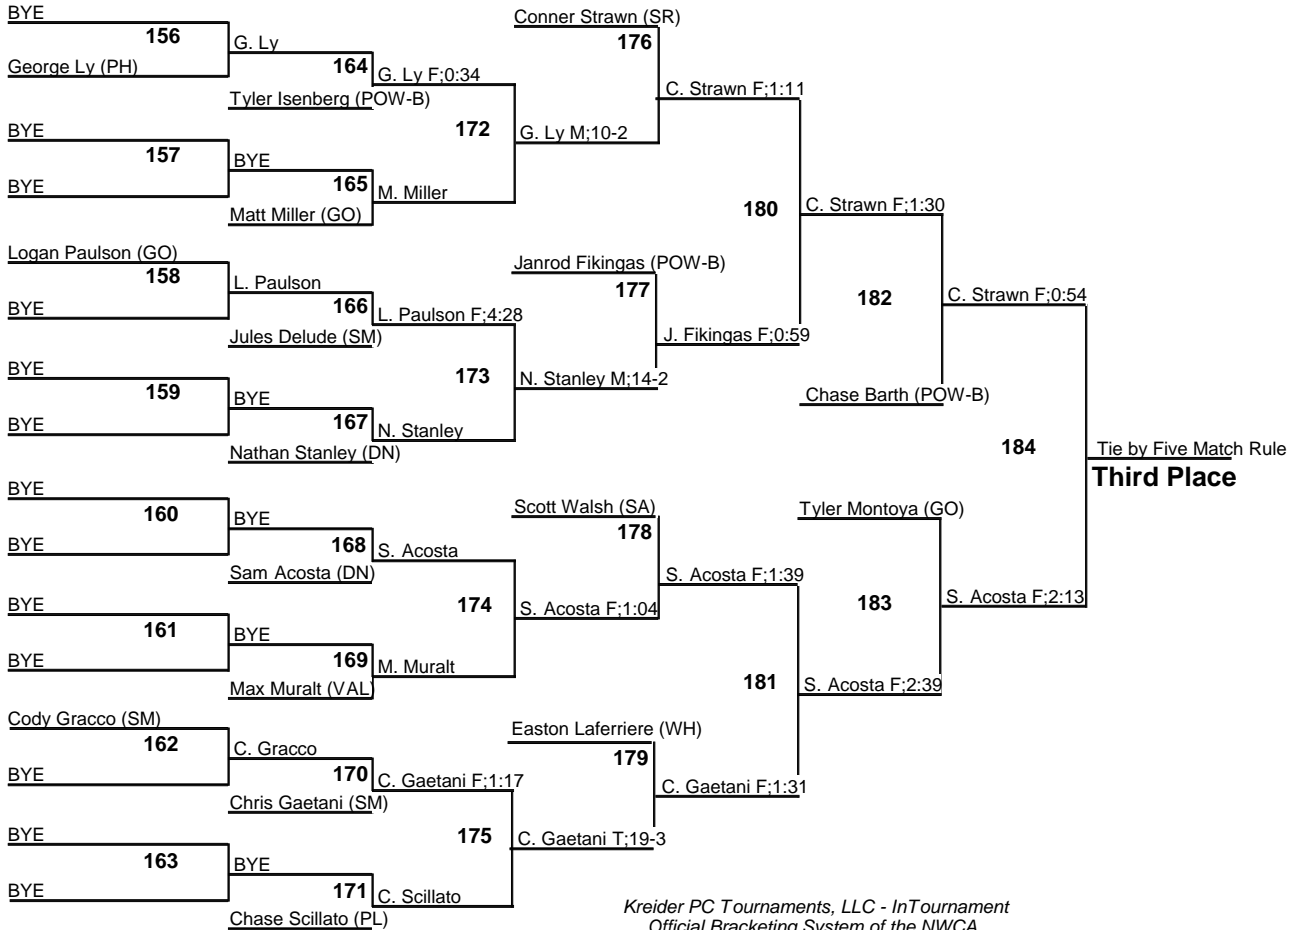 BYE
156
George Ly (PH)
G. Ly
164
Tyler Isenberg (POW-B)
G. Ly F;0:34
BYE
157
BYE
BYE
165
Matt Miller (GO)
M. Miller
172
G. Ly M;10-2
Conner Strawn (SR)
176
C. Strawn F;1:11
Logan Paulson (GO)
158
BYE
L. Paulson
166
Jules Delude (SM)
L. Paulson F;4:28
BYE
159
BYE
BYE
167
Nathan Stanley (DN)
N. Stanley
173
N. Stanley M;14-2
Janrod Fikingas (POW-B)
177
J. Fikingas F;0:59
180
C. Strawn F;1:30
182
Chase Barth (POW-B)
C. Strawn F;0:54
BYE
160
BYE
BYE
168
Sam Acosta (DN)
S. Acosta
BYE
161
BYE
BYE
169
Max Muralt (VAL)
M. Muralt
174
S. Acosta F;1:04
Scott Walsh (SA)
178
S. Acosta F;1:39
Cody Gracco (SM)
162
BYE
C. Gracco
170
Chris Gaetani (SM)
C. Gaetani F;1:17
BYE
163
BYE
BYE
171
Chase Scillato (PL)
C. Scillato
175
C. Gaetani T;19-3
Easton Laferriere (WH)
179
C. Gaetani F;1:31
181
S. Acosta F;2:39
Tyler Montoya (GO)
183
S. Acosta F;2:13
184
Tie by Five Match Rule
Third Place
Kreider PC Tournaments, LLC - InTournament
Official Bracketing System of the NWCA